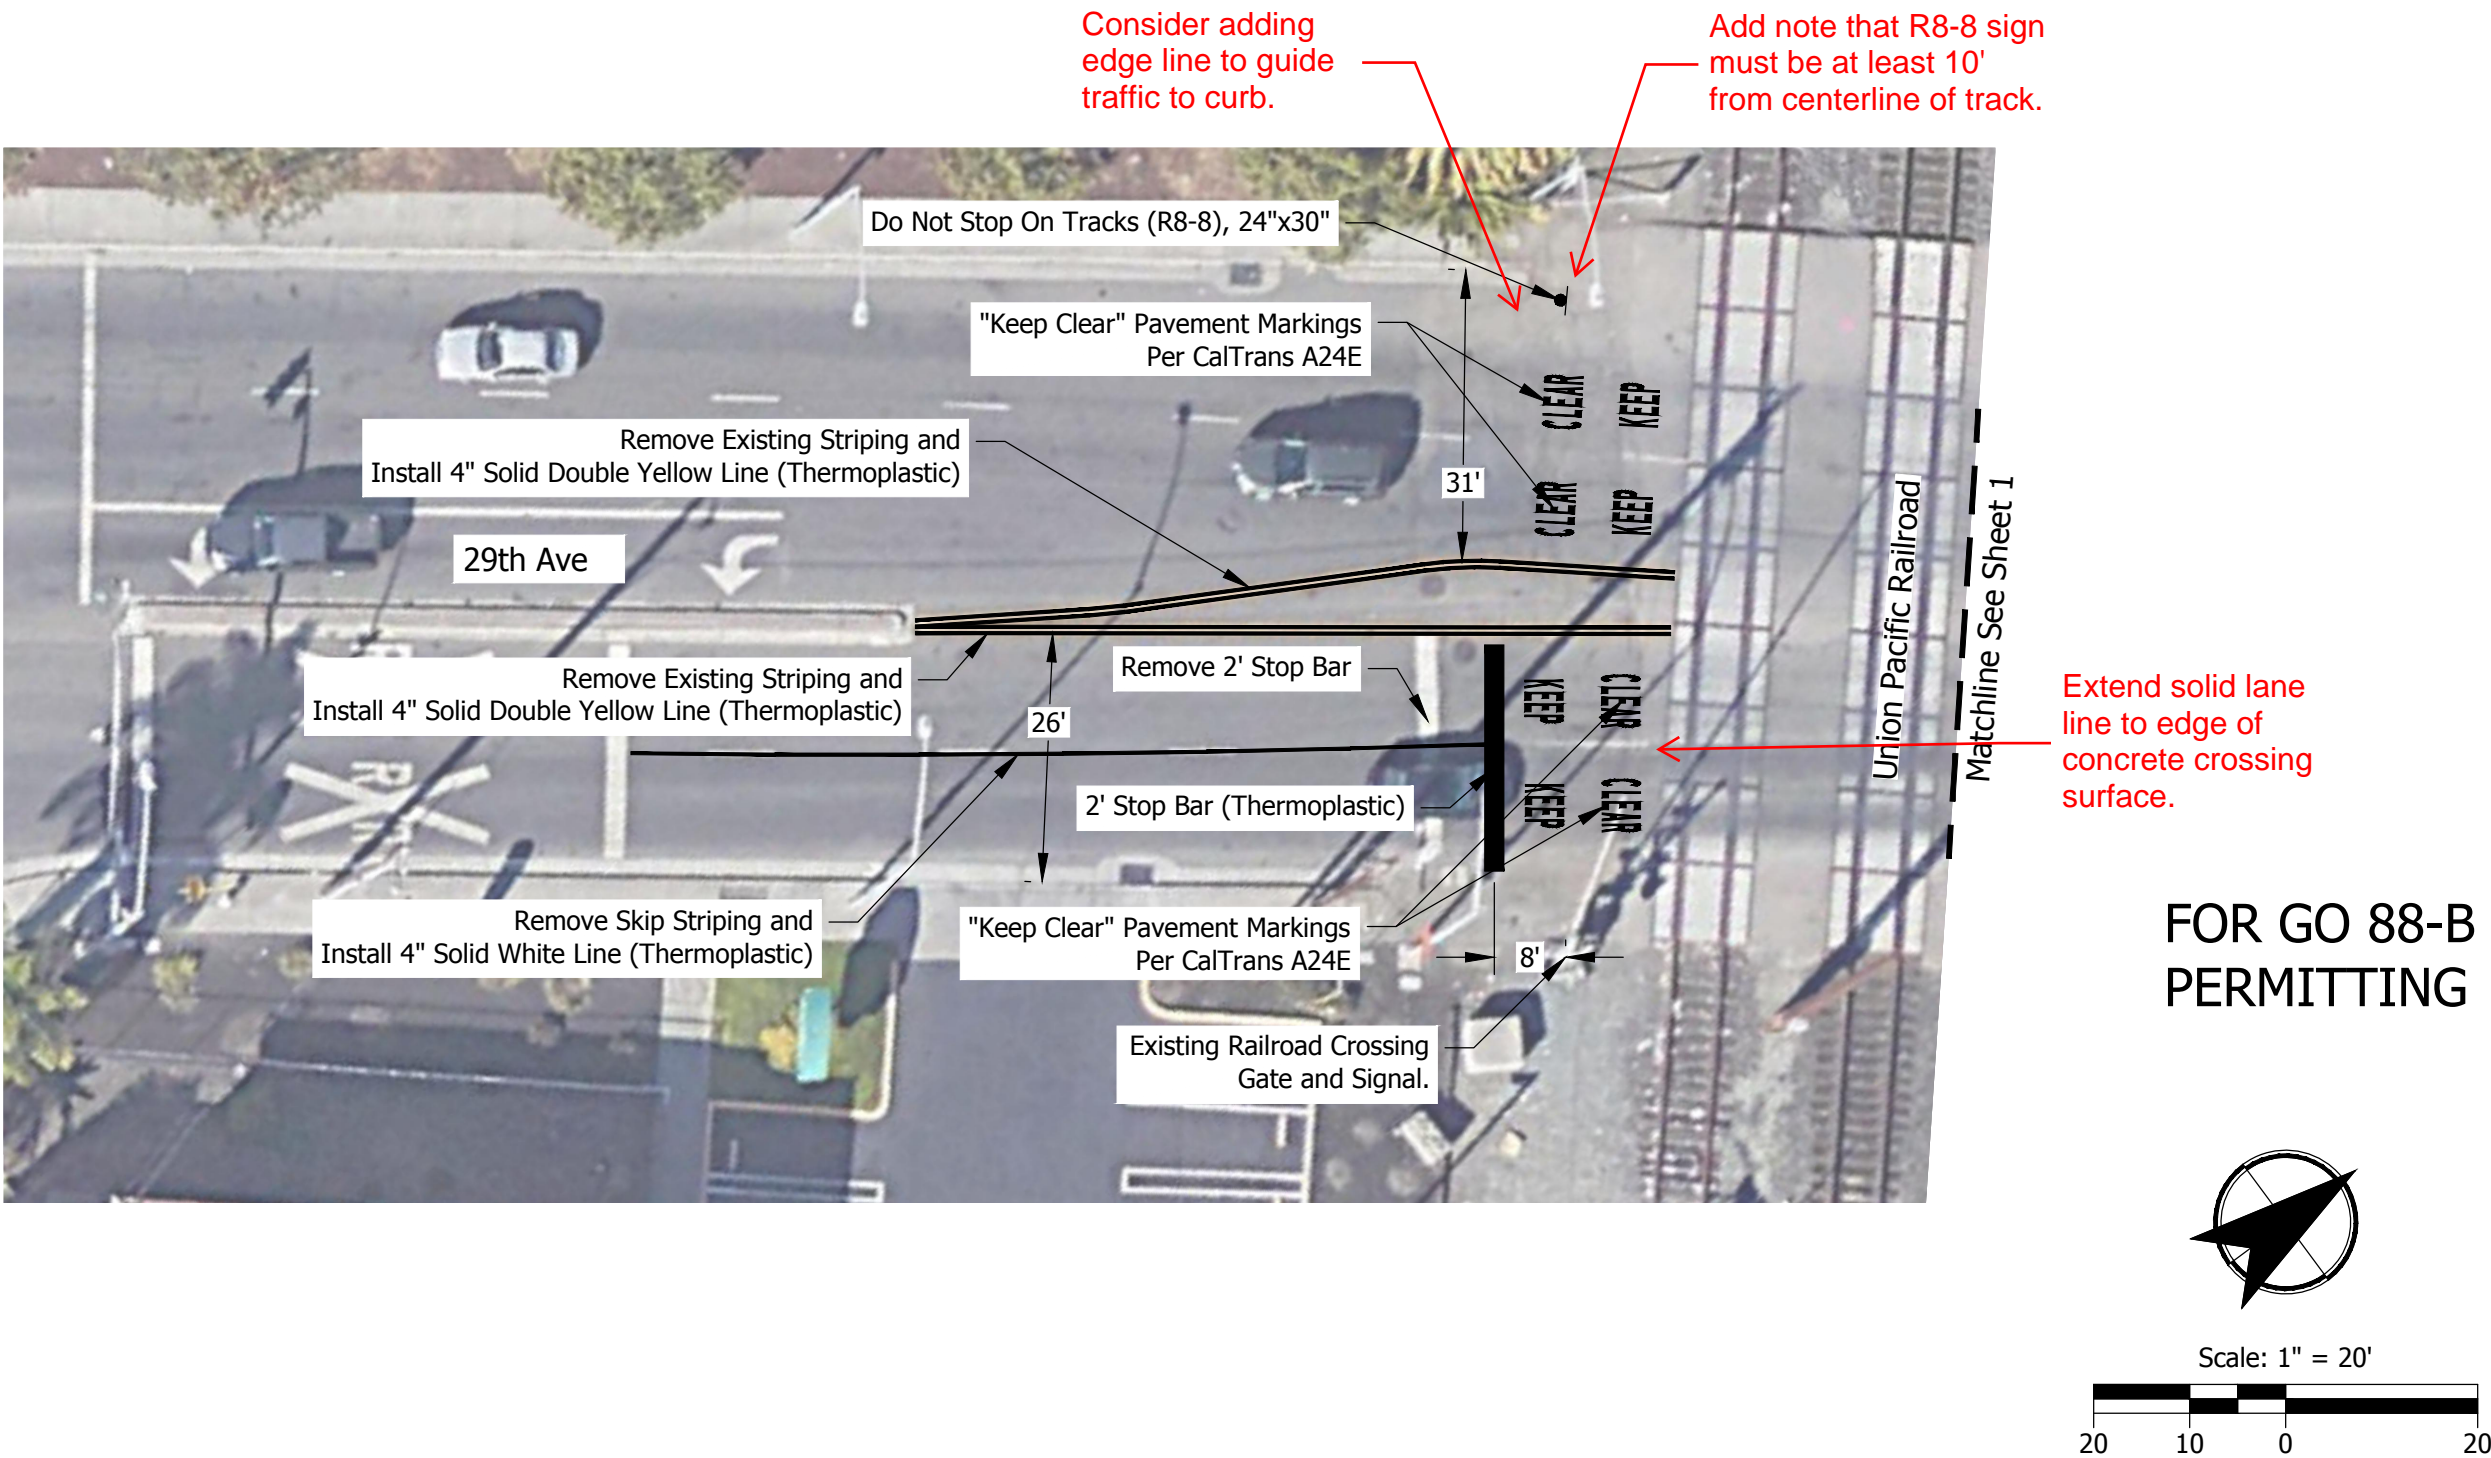 Consider adding
edge line to guide
traffic to curb.
Add note that R8-8 sign
must be at least 10'
from centerline of track.
Do Not Stop On Tracks (R8-8), 24"x30"
"Keep Clear" Pavement Markings
Per CalTrans A24E
CLEAR
KEEP
Remove Existing Striping and
Install 4" Solid Double Yellow Line (Thermoplastic)
31'
CLEAR
KEEP
29th Ave
Union Pacific Railroad
Matchline See Sheet 1
Remove Existing Striping and
Install 4" Solid Double Yellow Line (Thermoplastic)
26'
Remove 2' Stop Bar
KEEP
CLEAR
Extend solid lane
line to edge of
concrete crossing
surface.
2' Stop Bar (Thermoplastic)
KEEP
CLEAR
Remove Skip Striping and
Install 4" Solid White Line (Thermoplastic)
"Keep Clear" Pavement Markings
Per CalTrans A24E
8'
Existing Railroad Crossing
Gate and Signal.
FOR GO 88-B
PERMITTING
Scale: 1" = 20'
20 10 0 20